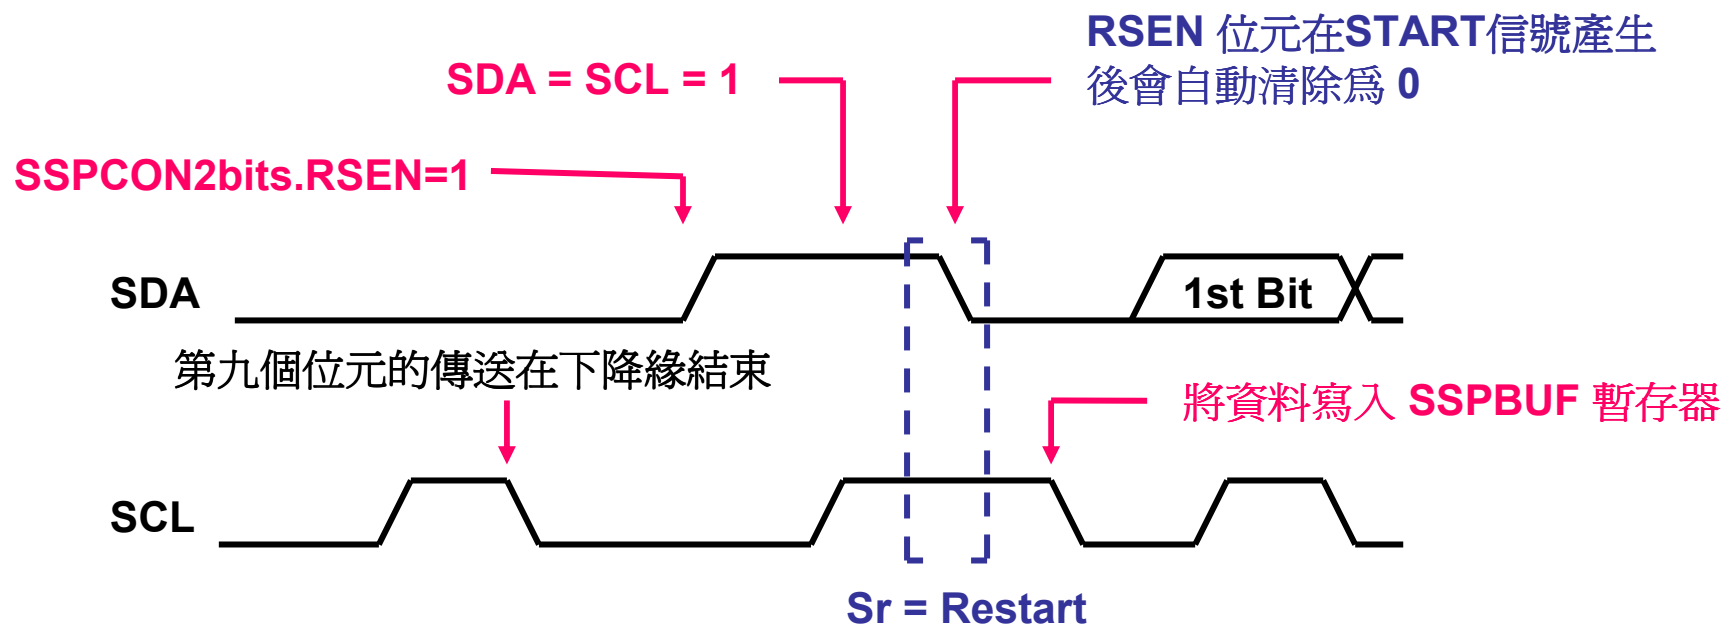 RSEN 位元在START信號產生
後會自動清除爲 0
SDA = SCL = 1
SSPCON2bits.RSEN=1
SDA
1st Bit
第九個位元的傳送在下降緣結束
將資料寫入 SSPBUF 暫存器
SCL
Sr = Restart